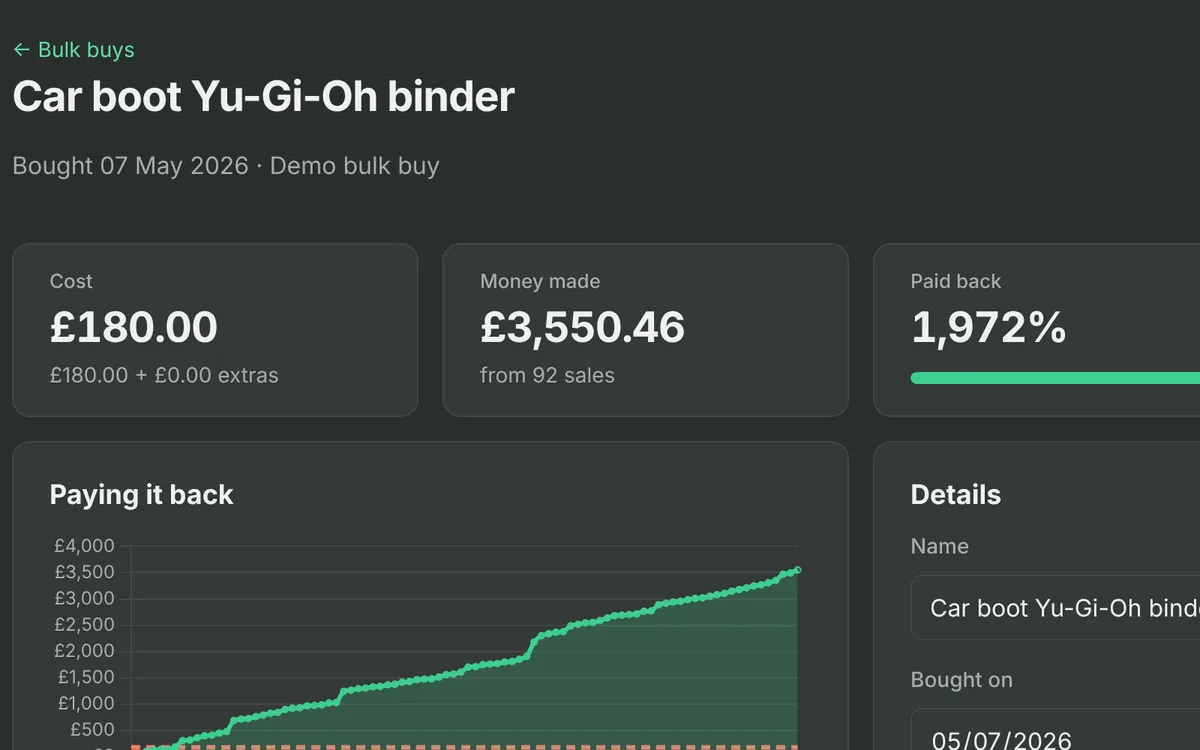 ← Bulk buys
Car boot Yu-Gi-Oh binder
Bought 07 May 2026 · Demo bulk buy
Cost
£180.00
£180.00 + £0.00 extras
Money made
£3,550.46
from 92 sales
Paid back
1,972%
Paying it back
£4,000
£3,500
£3,000
£2,500
£2,000
£1,500
£1,000
£500
Details
Name
Car boot Yu-Gi-Oh bind
Bought on
05/07/2026